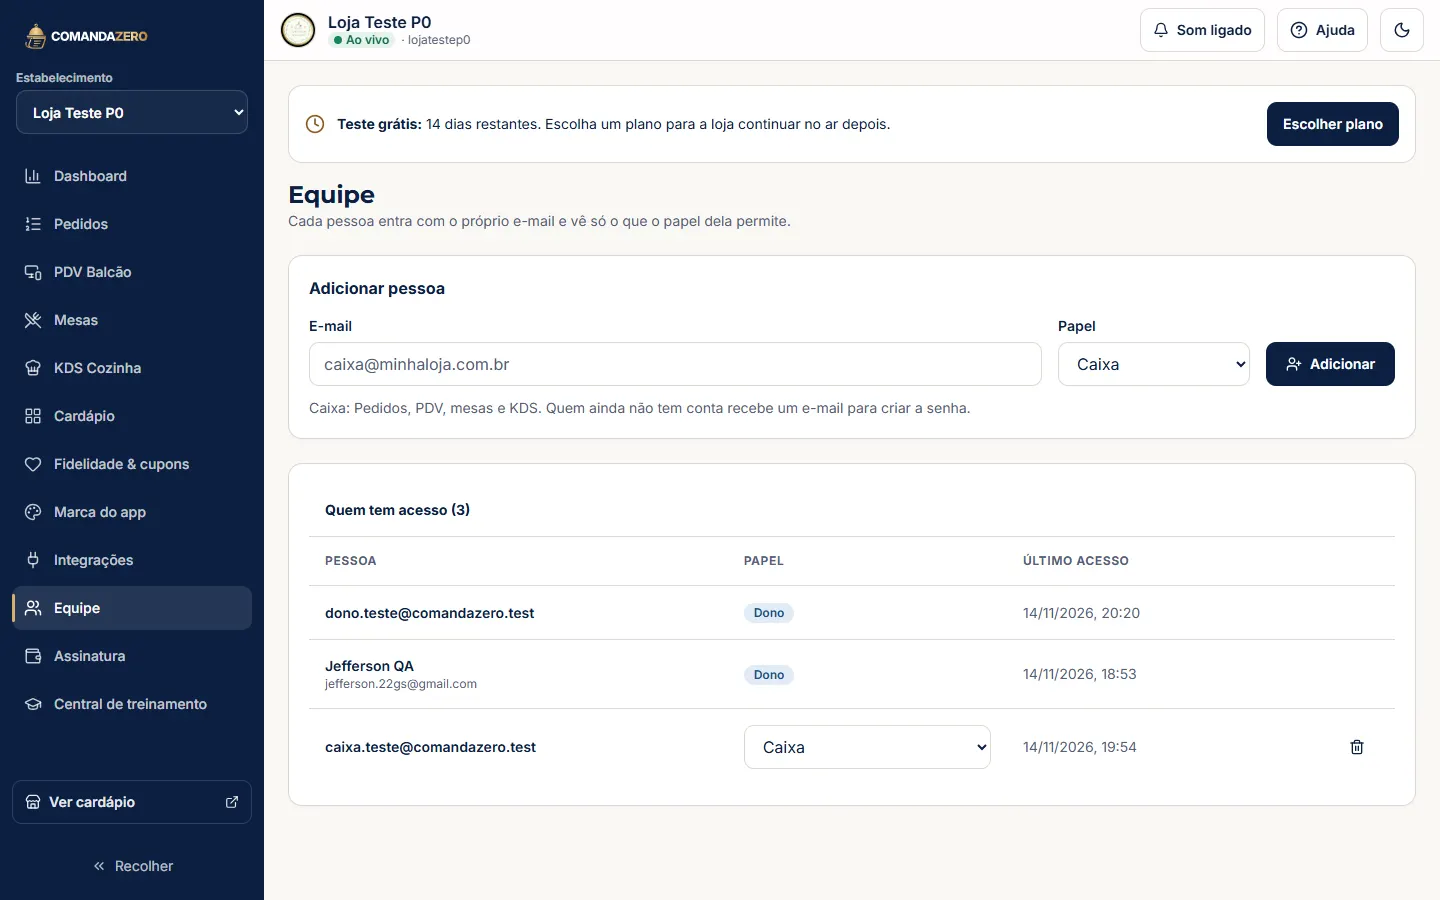 COMANDAZERO
Estabelecimento
Loja Teste P0
Dashboard
Pedidos
PDV Balcão
Mesas
KDS Cozinha
Cardápio
Fidelidade & cupons
Marca do app
Integrações
Equipe
Assinatura
Central de treinamento
Ver cardápio
« Recolher
Loja Teste P0
Ao vivo · lojatestep0
Som ligado
Ajuda
Teste grátis: 14 dias restantes. Escolha um plano para a loja continuar no ar depois.
Escolher plano
Equipe
Cada pessoa entra com o próprio e-mail e vê só o que o papel dela permite.
Adicionar pessoa
E-mail
Papel
caixa@minhaloja.com.br
Caixa
Adicionar
Caixa: Pedidos, PDV, mesas e KDS. Quem ainda não tem conta recebe um e-mail para criar a senha.
Quem tem acesso (3)
PESSOA PAPEL ÚLTIMO ACESSO
dono.teste@comandazero.test Dono 14/11/2026, 20:20
Jefferson QA
jefferson.22gs@gmail.com
Dono 14/11/2026, 18:53
caixa.teste@comandazero.test Caixa 14/11/2026, 19:54